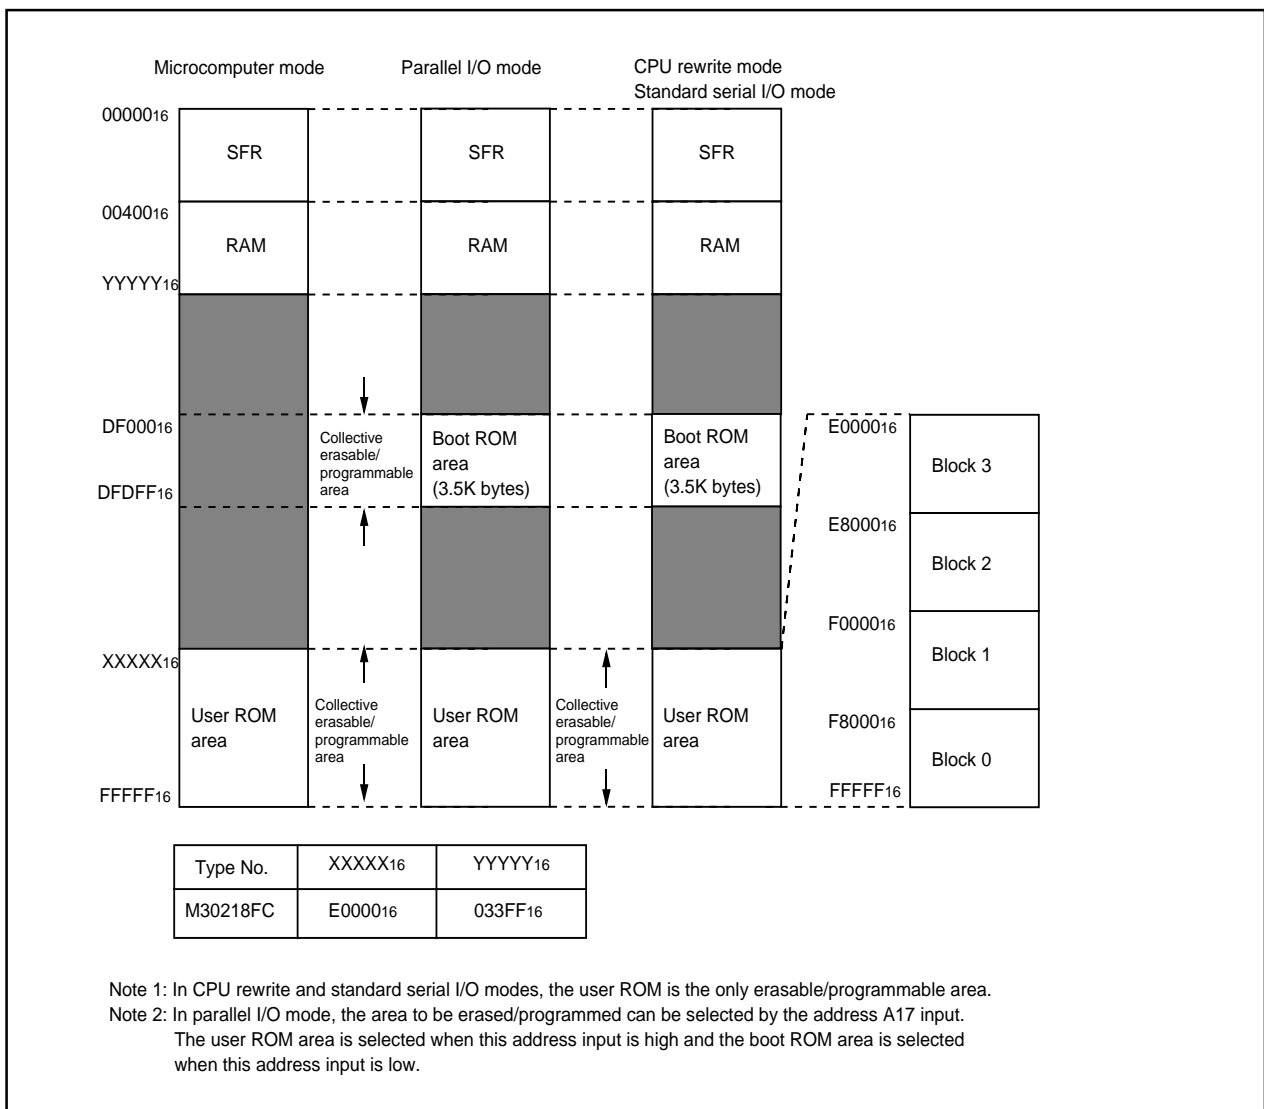 Microcomputer mode
Parallel I/O mode
CPU rewrite mode
Standard serial I/O mode
0000016
SFR
SFR
SFR
0040016
RAM
RAM
RAM
YYYYY16
DF00016
Collective
erasable/
programmable
area
Boot ROM
area
(3.5K bytes)
Boot ROM
area
(3.5K bytes)
DFDFF16
E000016
Block 3
E800016
Block 2
F000016
Block 1
F800016
Block 0
FFFFF16
XXXXX16
User ROM
area
Collective
erasable/
programmable
area
User ROM
area
Collective
erasable/
programmable
area
User ROM
area
FFFFF16
Type No.
XXXXX16
YYYYY16
M30218FC
E000016
033FF16
Note 1: In CPU rewrite and standard serial I/O modes, the user ROM is the only erasable/programmable area.
Note 2: In parallel I/O mode, the area to be erased/programmed can be selected by the address A17 input.
The user ROM area is selected when this address input is high and the boot ROM area is selected
when this address input is low.